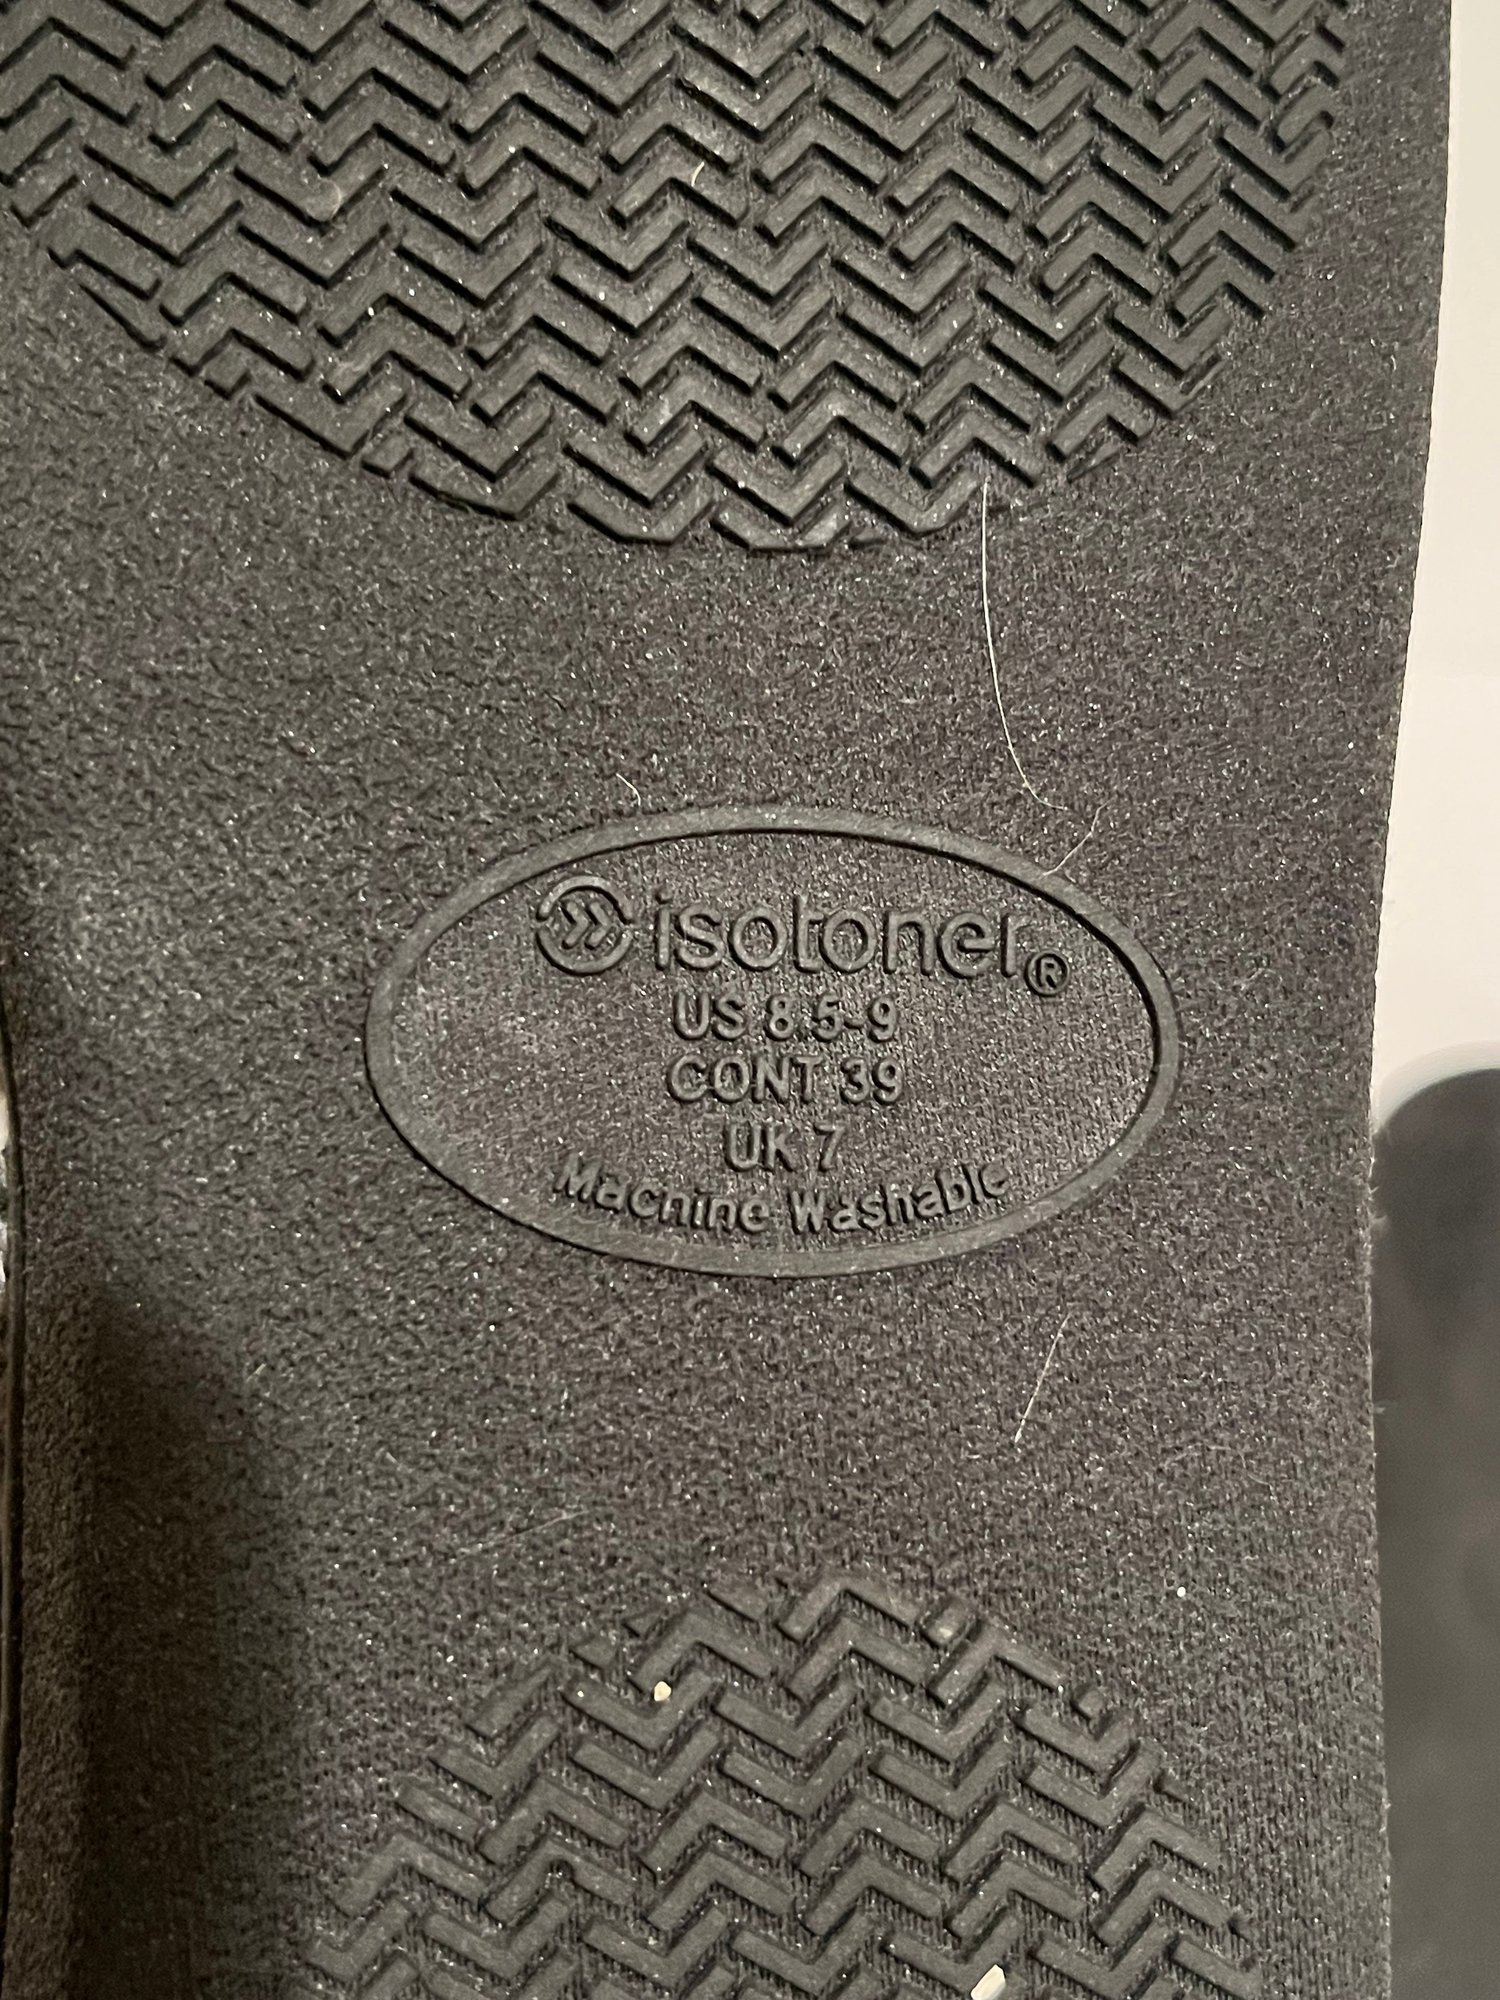 isotoner®
US 8.5-9
CONT 39
UK 7
Machine Washable